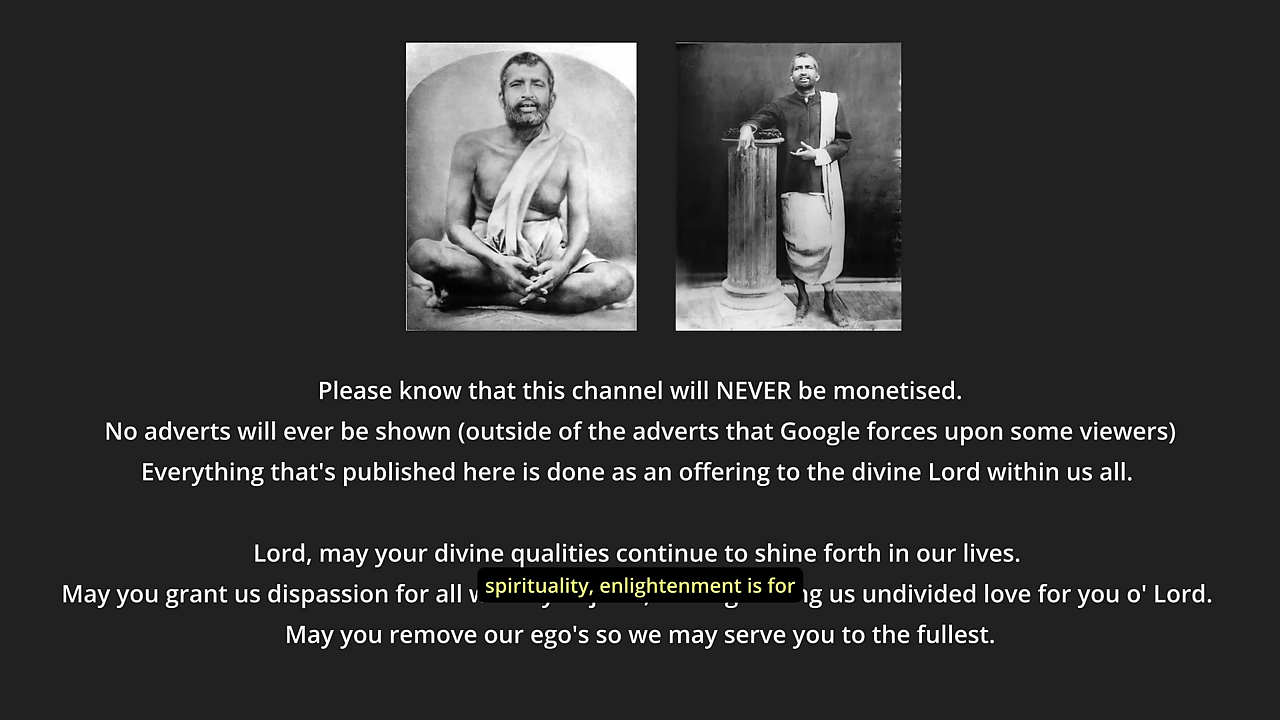 Please know that this channel will NEVER be monetised.
No adverts will ever be shown (outside of the adverts that Google forces upon some viewers)
Everything that's published here is done as an offering to the divine Lord within us all.
Lord, may your divine qualities continue to shine forth in our lives.
spirituality, enlightenment is for
May you grant us dispassion for all us undivided love for you o' Lord.
May you remove our ego's so we may serve you to the fullest.